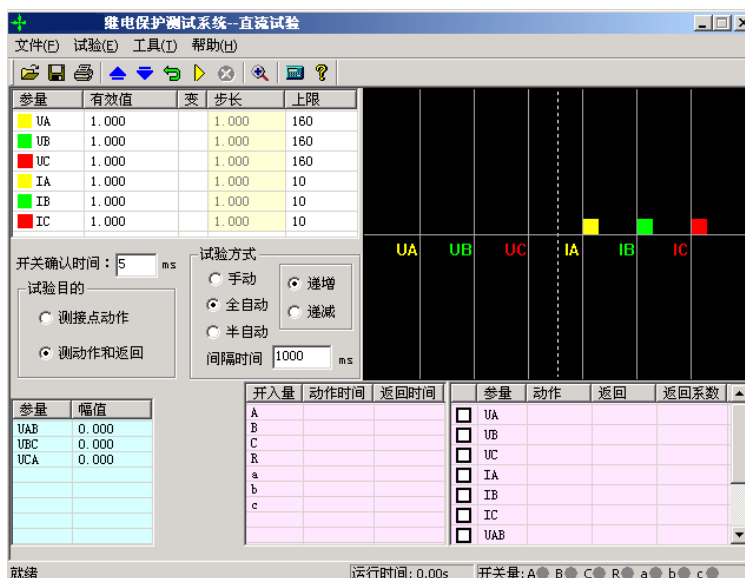 继电保护测试系统--直流试验
文件(F) 试验(E) 工具(T) 帮助(H)
参量 有效值 变 步长 上限
UA 1.000 1.000 160
UB 1.000 1.000 160
UC 1.000 1.000 160
IA 1.000 1.000 10
IB 1.000 1.000 10
IC 1.000 1.000 10
UA UB UC IA IB IC
开关确认时间：5 ms
试验目的
测接点动作
测动作和返回
试验方式
手动
全自动
半自动
递增
递减
间隔时间 1000 ms
参量 幅值
UAB 0.000
UBC 0.000
UCA 0.000
开入量 动作时间 返回时间
A
B
C
R
a
b
c
参量 动作 返回 返回系数
UA
UB
UC
IA
IB
IC
UAB
就绪 运行时间: 0.00s 开关量: A B C R a b c